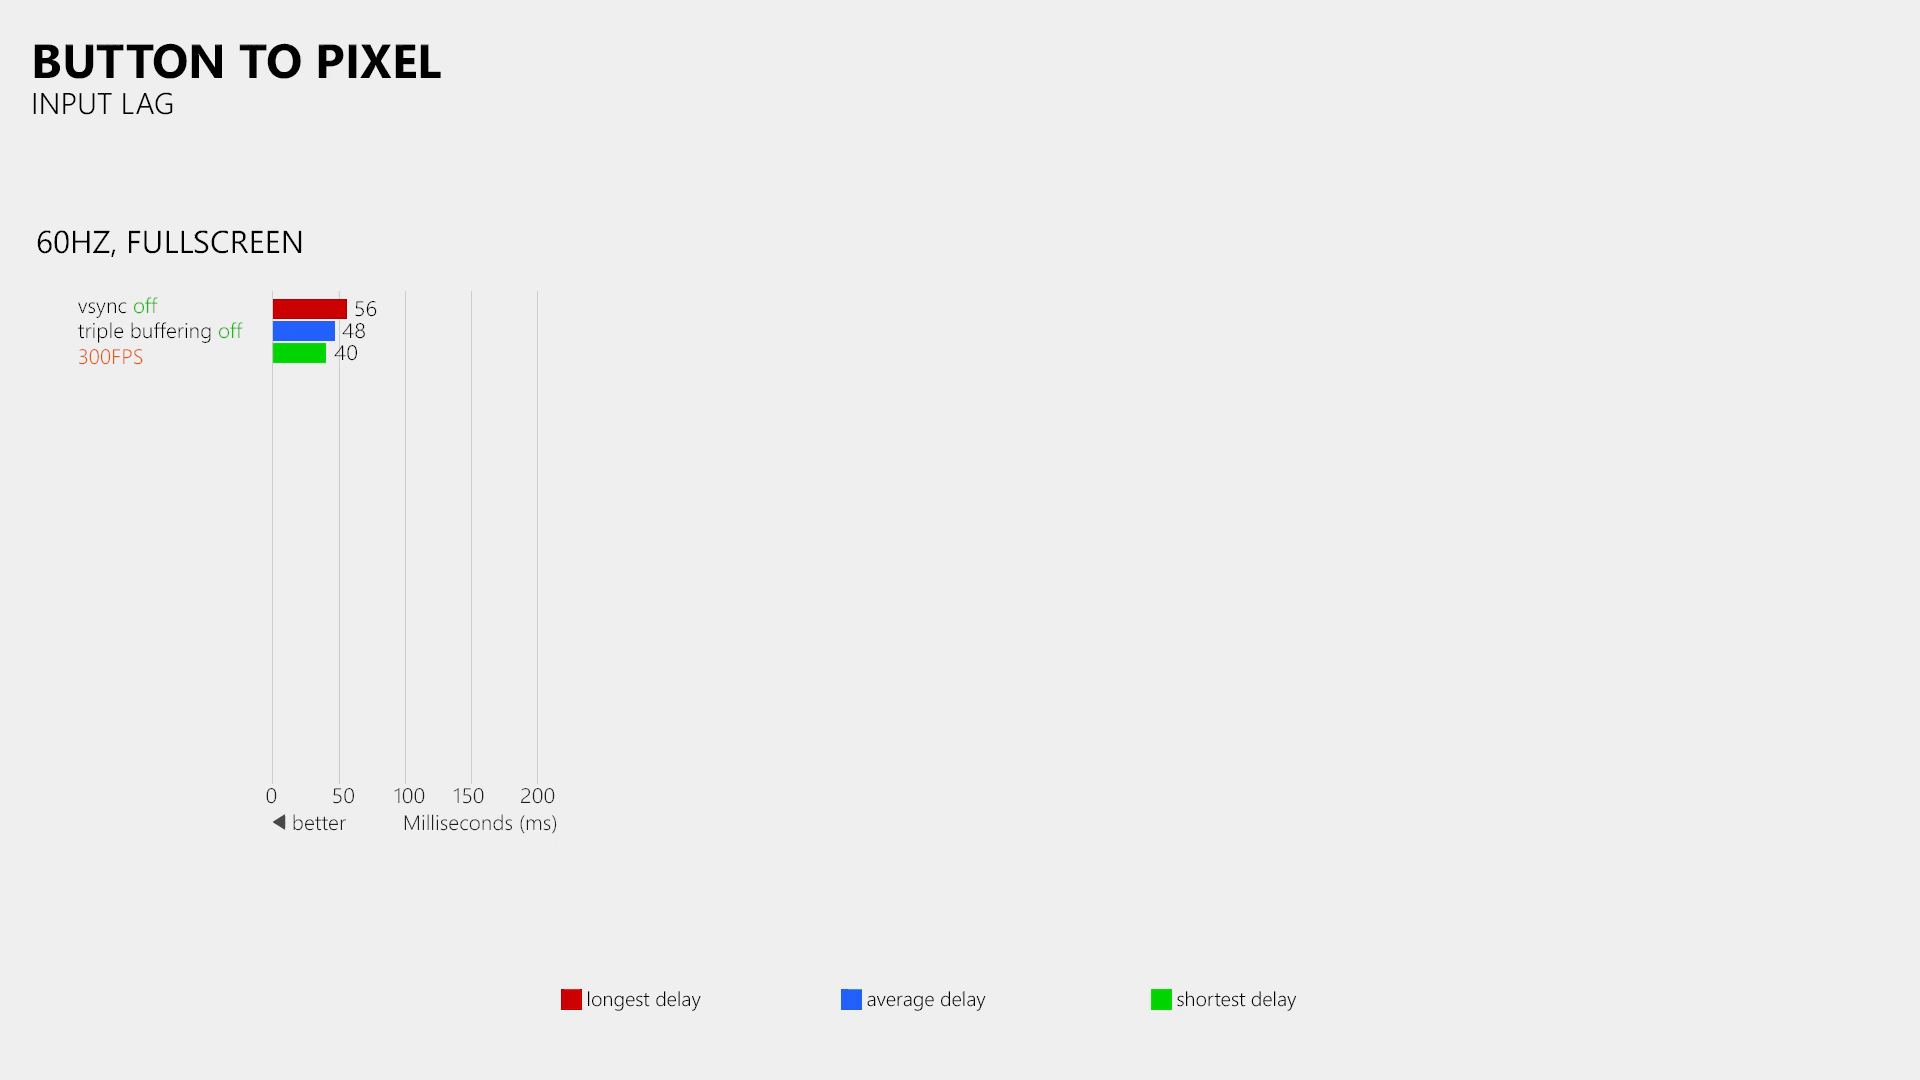 BUTTON TO PIXEL
INPUT LAG
60HZ, FULLSCREEN
vsync off
triple buffering off
300FPS
56
48
40
0 50 100 150 200
better Milliseconds (ms)
longest delay average delay shortest delay